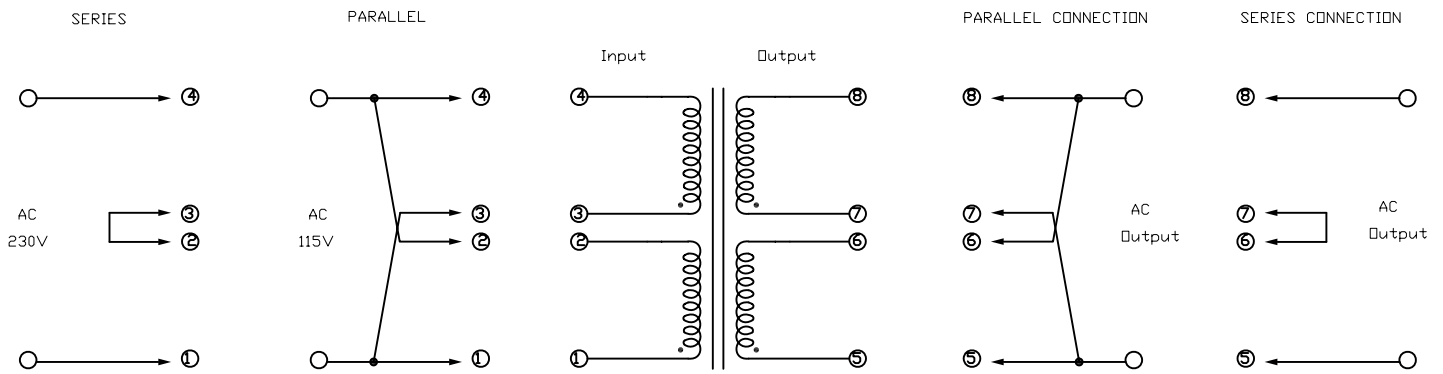 SERIES
PARALLEL
PARALLEL CONNECTION
SERIES CONNECTION
Input
Output
4
4
4
8
8
8
3
3
3
7
7
7
AC
230V
AC
115V
AC
Output
AC
Output
2
2
2
6
6
6
1
1
1
5
5
5